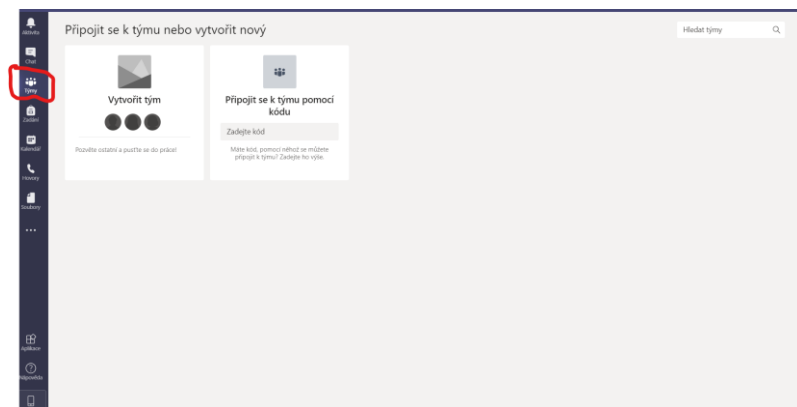 Aktivita
Chat
Týmy
Zadání
Kalendář
Hovory
Soubory
Aplikace
Nápověda
Připojit se k týmu nebo vytvořit nový
Hledat týmy
Vytvořit tým
Pozvěte ostatní a pusťte se do práce!
Připojit se k týmu pomocí
kódu
Zadejte kód
Máte kód, pomocí něhož se můžete
připojit k týmu? Zadejte ho výše.